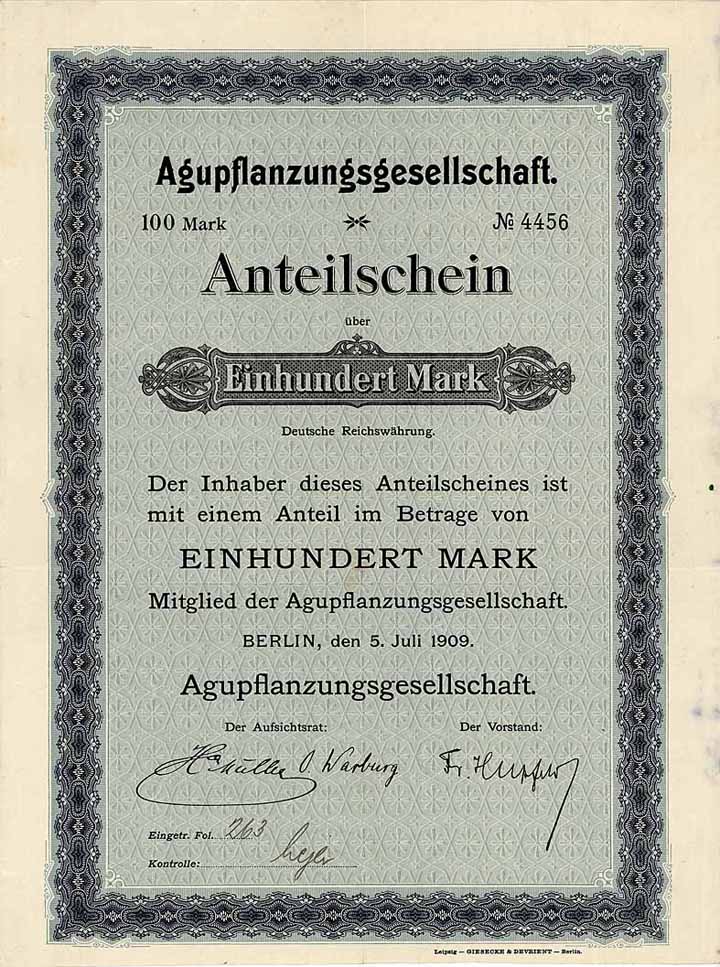 Agupflanzungsgesellschaft.
100 Mark № 4456
Anteilschein
über
Einhundert Mark
Deutsche Reichswährung.
Der Inhaber dieses Anteilscheines ist
mit einem Anteil im Betrage von
EINHUNDERT MARK
Mitglied der Agupflanzungsgesellschaft.
BERLIN, den 5. Juli 1909.
Agupflanzungsgesellschaft.
Der Aufsichtsrat: Der Vorstand:
O. Warburg Fr. Hupfeld
Eingetr. Fol. 263
Kontrolle:
Leipzig — GIESECKE & DEVRIENT — Berlin.